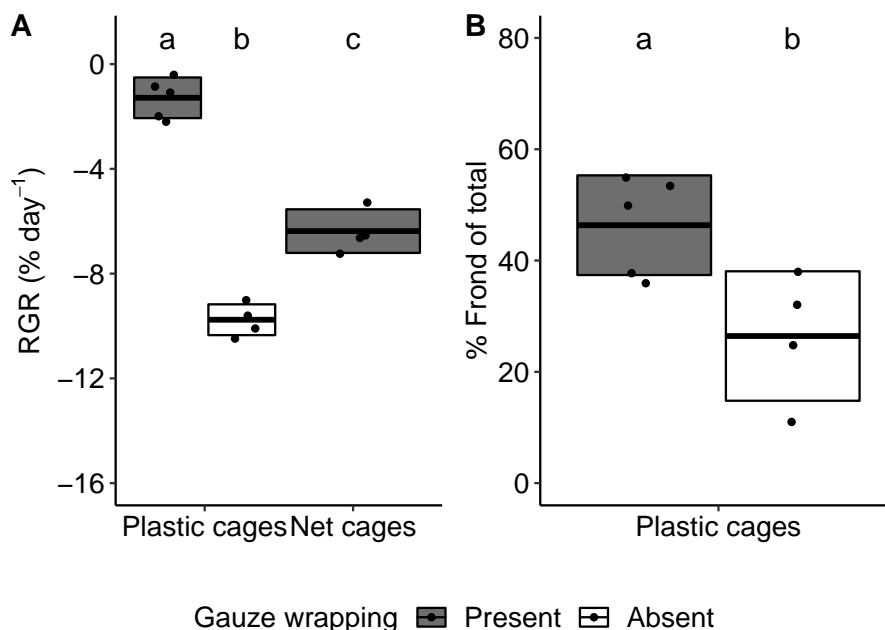 A
a b c
0
−4
−8
−12
−16
RGR (% day⁻¹)
Plastic cages Net cages
B
a b
80
60
40
20
0
% Frond of total
Plastic cages
Gauze wrapping Present Absent